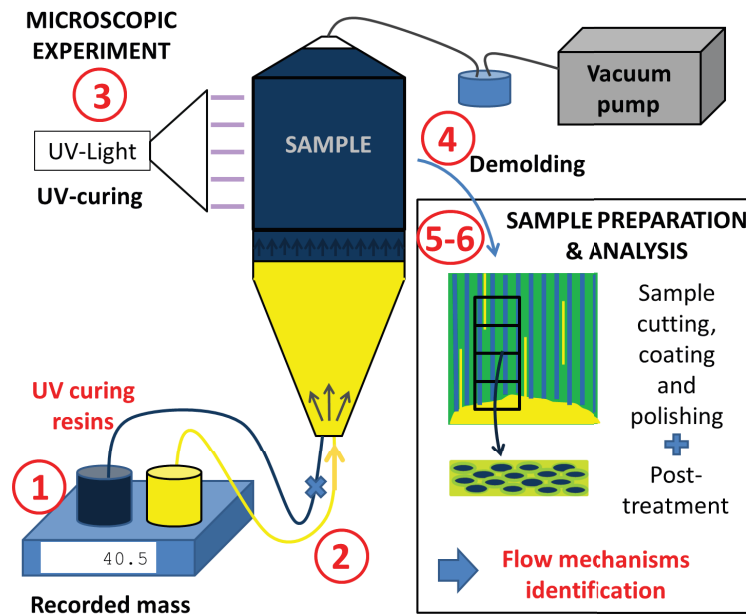 MICROSCOPIC
EXPERIMENT
3
UV-Light
UV-curing
SAMPLE
Vacuum
pump
4
Demolding
5-6
SAMPLE PREPARATION
& ANALYSIS
Sample
cutting,
coating
and
polishing
Post-
treatment
Flow mechanisms
identification
UV curing
resins
1
2
40.5
Recorded mass